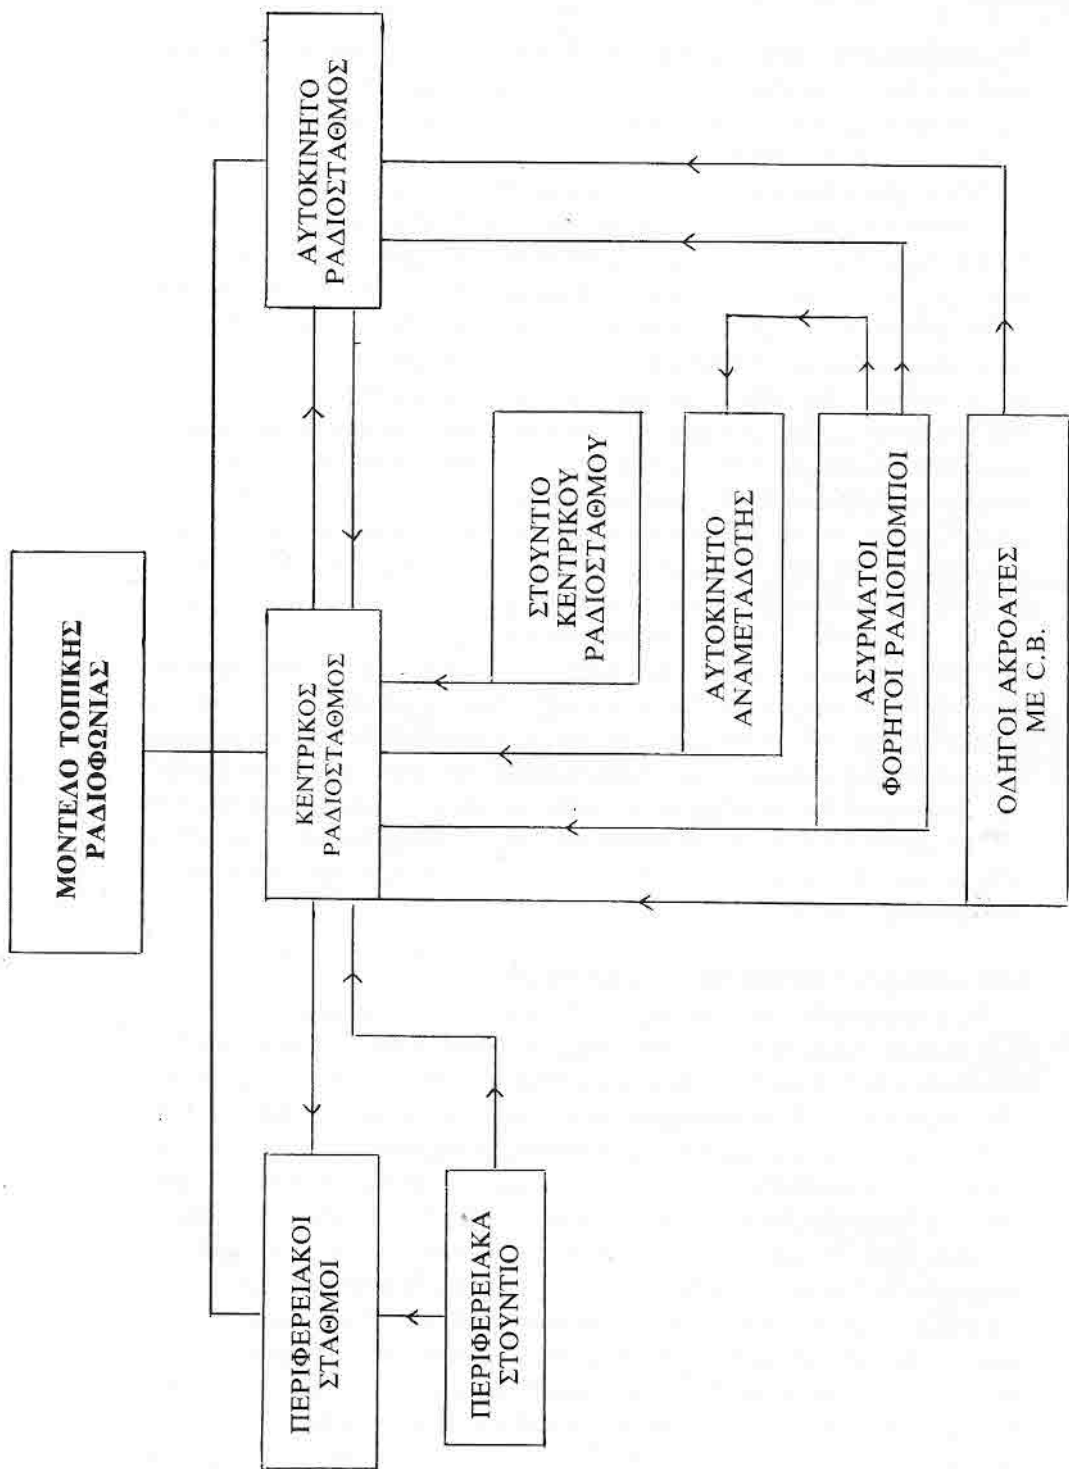 ΜΟΝΤΕΛΟ ΤΟΠΙΚΗΣ
ΡΑΔΙΟΦΩΝΙΑΣ
ΠΕΡΙΦΕΡΕΙΑΚΟΙ
ΣΤΑΘΜΟΙ
ΚΕΝΤΡΙΚΟΣ
ΡΑΔΙΟΣΤΑΘΜΟΣ
ΑΥΤΟΚΙΝΗΤΟ
ΡΑΔΙΟΣΤΑΘΜΟΣ
ΠΕΡΙΦΕΡΕΙΑΚΑ
ΣΤΟΥΝΤΙΟ
ΣΤΟΥΝΤΙΟ
ΚΕΝΤΡΙΚΟΥ
ΡΑΔΙΟΣΤΑΘΜΟΥ
ΑΥΤΟΚΙΝΗΤΟ
ΑΝΑΜΕΤΑΔΟΤΗΣ
ΑΣΥΡΜΑΤΟΙ
ΦΟΡΗΤΟΙ ΡΑΔΙΟΠΟΜΠΟΙ
ΟΔΗΓΟΙ ΑΚΡΟΑΤΕΣ
ΜΕ C.B.